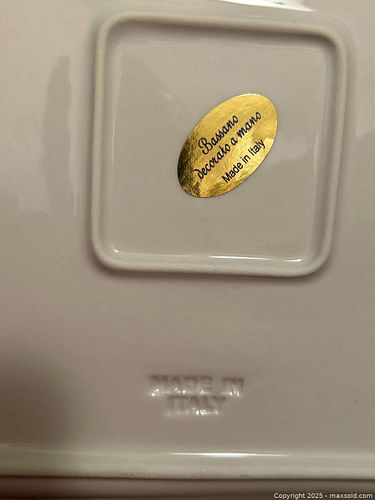 Bassano
decorato a mano
Made in Italy
MADE IN
ITALY
Copyright 2025 - maxsold.com